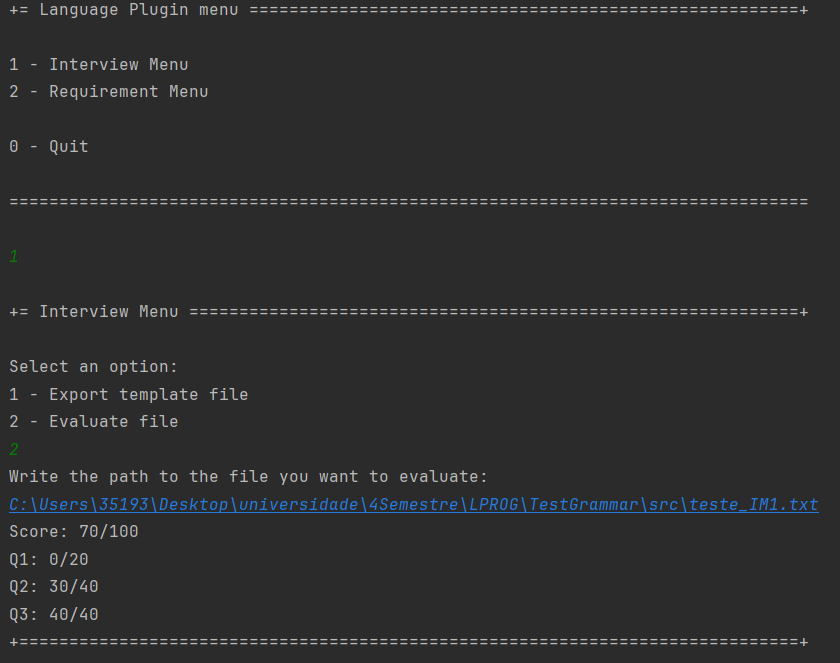 += Language Plugin menu =======================================================+
1 - Interview Menu
2 - Requirement Menu
0 - Quit
================================================================================
1
+= Interview Menu =============================================================+
Select an option:
1 - Export template file
2 - Evaluate file
2
Write the path to the file you want to evaluate:
C:\Users\35193\Desktop\universidade\4Semestre\LPROG\TestGrammar\src\teste_IM1.txt
Score: 70/100
Q1: 0/20
Q2: 30/40
Q3: 40/40
+==============================================================================+